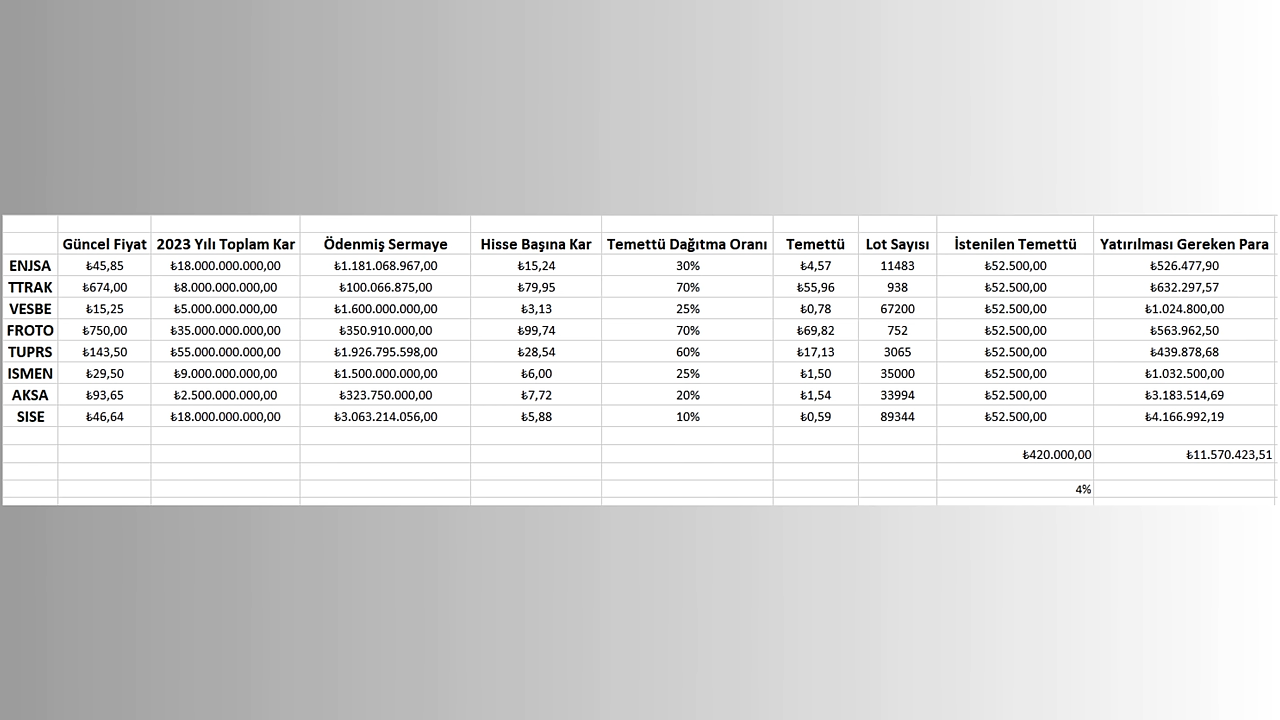 Güncel Fiyat 2023 Yılı Toplam Kar Ödenmiş Sermaye Hisse Başına Kar Temettü Dağıtma Oranı Temettü Lot Sayısı İstenilen Temettü Yatırılması Gereken Para
ENJSA ₺45,85 ₺18.000.000.000,00 ₺1.181.068.967,00 ₺15,24 30% ₺4,57 11483 ₺52.500,00 ₺526.477,90
TTRAK ₺674,00 ₺8.000.000.000,00 ₺100.066.875,00 ₺79,95 70% ₺55,96 938 ₺52.500,00 ₺632.297,57
VESBE ₺15,25 ₺5.000.000.000,00 ₺1.600.000.000,00 ₺3,13 25% ₺0,78 67200 ₺52.500,00 ₺1.024.800,00
FROTO ₺750,00 ₺35.000.000.000,00 ₺350.910.000,00 ₺99,74 70% ₺69,82 752 ₺52.500,00 ₺563.962,50
TUPRS ₺143,50 ₺55.000.000.000,00 ₺1.926.795.598,00 ₺28,54 60% ₺17,13 3065 ₺52.500,00 ₺439.878,68
ISMEN ₺29,50 ₺9.000.000.000,00 ₺1.500.000.000,00 ₺6,00 25% ₺1,50 35000 ₺52.500,00 ₺1.032.500,00
AKSA ₺93,65 ₺2.500.000.000,00 ₺323.750.000,00 ₺7,72 20% ₺1,54 33994 ₺52.500,00 ₺3.183.514,69
SISE ₺46,64 ₺18.000.000.000,00 ₺3.063.214.056,00 ₺5,88 10% ₺0,59 89344 ₺52.500,00 ₺4.166.992,19
₺420.000,00 ₺11.570.423,51
4%